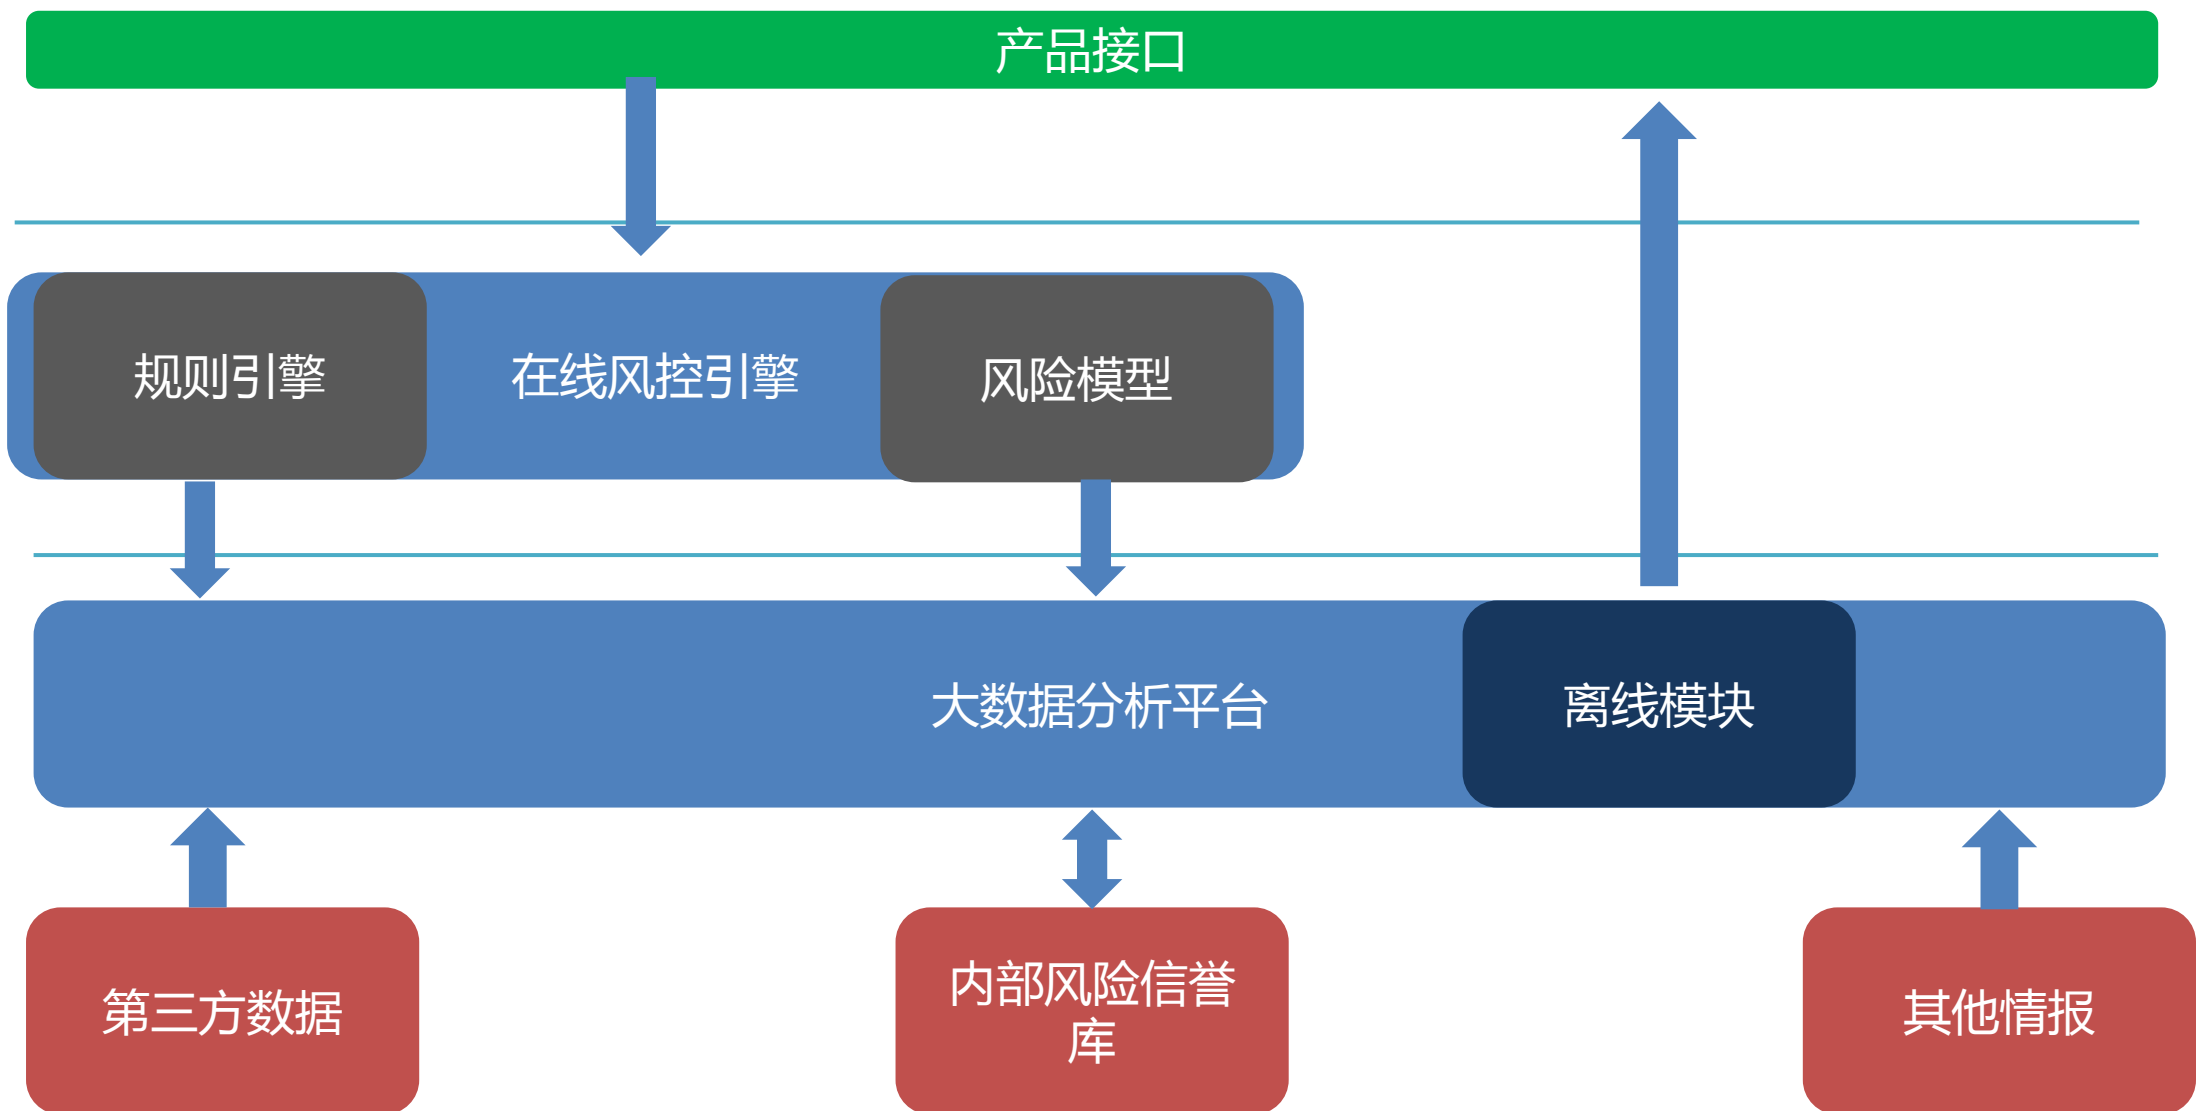 产品接口
规则引擎
在线风控引擎
风险模型
大数据分析平台
离线模块
第三方数据
内部风险信誉
库
其他情报